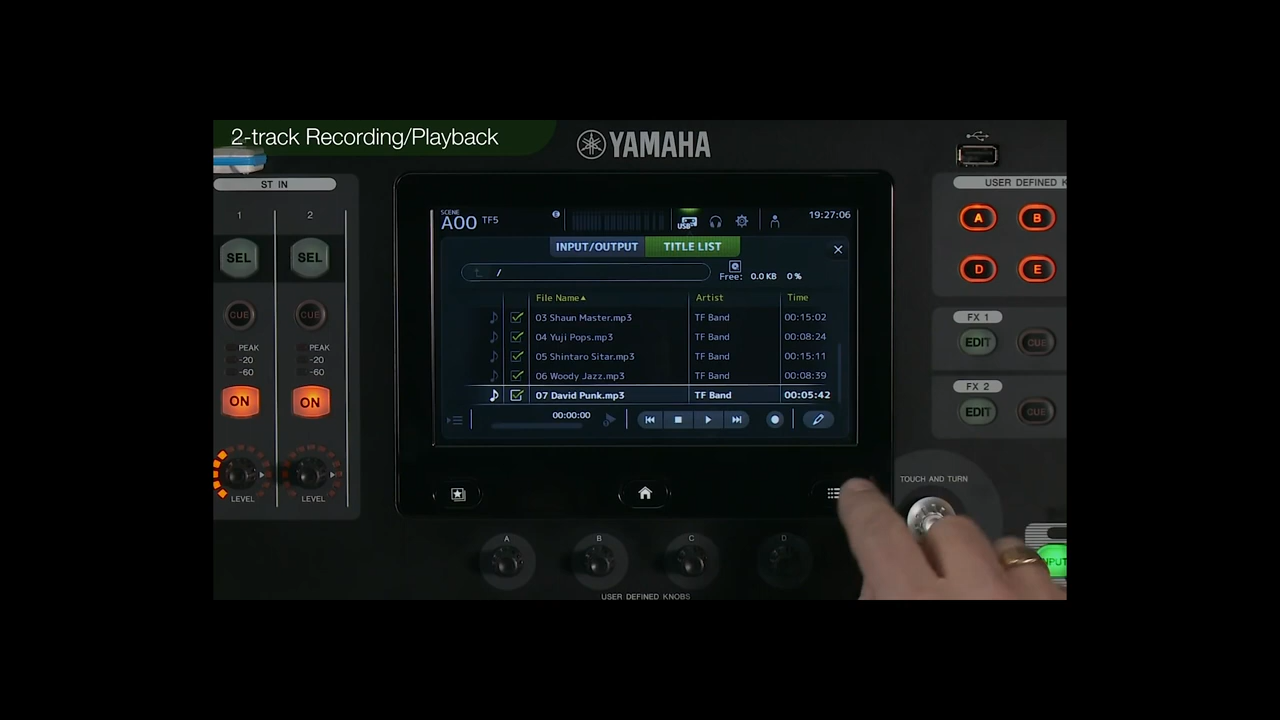 2-track Recording/Playback
YAMAHA
ST IN
USER DEFINED K
1
2
SEL
SEL
CUE
CUE
PEAK
-20
-60
PEAK
-20
-60
ON
ON
LEVEL
LEVEL
SCENE
A00 TF5
USB
19:27:06
INPUT/OUTPUT
TITLE LIST
/
Free: 0.0 KB 0 %
File Name Artist Time
03 Shaun Master.mp3 TF Band 00:15:02
04 Yuji Pops.mp3 TF Band 00:08:24
05 Shintaro Sitar.mp3 TF Band 00:15:11
06 Woody Jazz.mp3 TF Band 00:08:39
07 David Punk.mp3 TF Band 00:05:42
00:00:00
A
B
D
E
FX 1
EDIT
CUE
FX 2
EDIT
CUE
TOUCH AND TURN
A
B
C
D
USER DEFINED KNOBS
INPUT